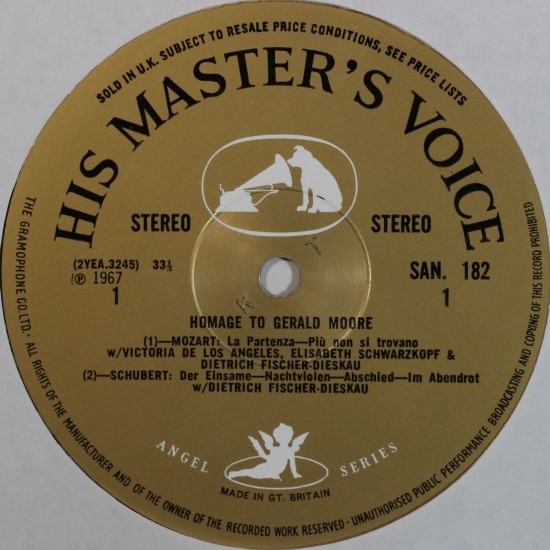 SOLD IN U.K. SUBJECT TO RESALE PRICE CONDITIONS, SEE PRICE LISTS
HIS MASTER'S VOICE
STEREO STEREO
(2YEA.3245) 33⅓
℗ 1967
1
SAN. 182
1
HOMAGE TO GERALD MOORE
(1)—MOZART: La Partenza—Più non si trovano
w/VICTORIA DE LOS ANGELES, ELISABETH SCHWARZKOPF &
DIETRICH FISCHER-DIESKAU
(2)—SCHUBERT: Der Einsame—Nachtviolen—Abschied—Im Abendrot
w/DIETRICH FISCHER-DIESKAU
ANGEL SERIES
MADE IN GT. BRITAIN
THE GRAMOPHONE CO. LTD. · ALL RIGHTS OF THE MANUFACTURER AND OF THE OWNER OF THE RECORDED WORK RESERVED · UNAUTHORISED PUBLIC PERFORMANCE BROADCASTING AND COPYING OF THIS RECORD PROHIBITED